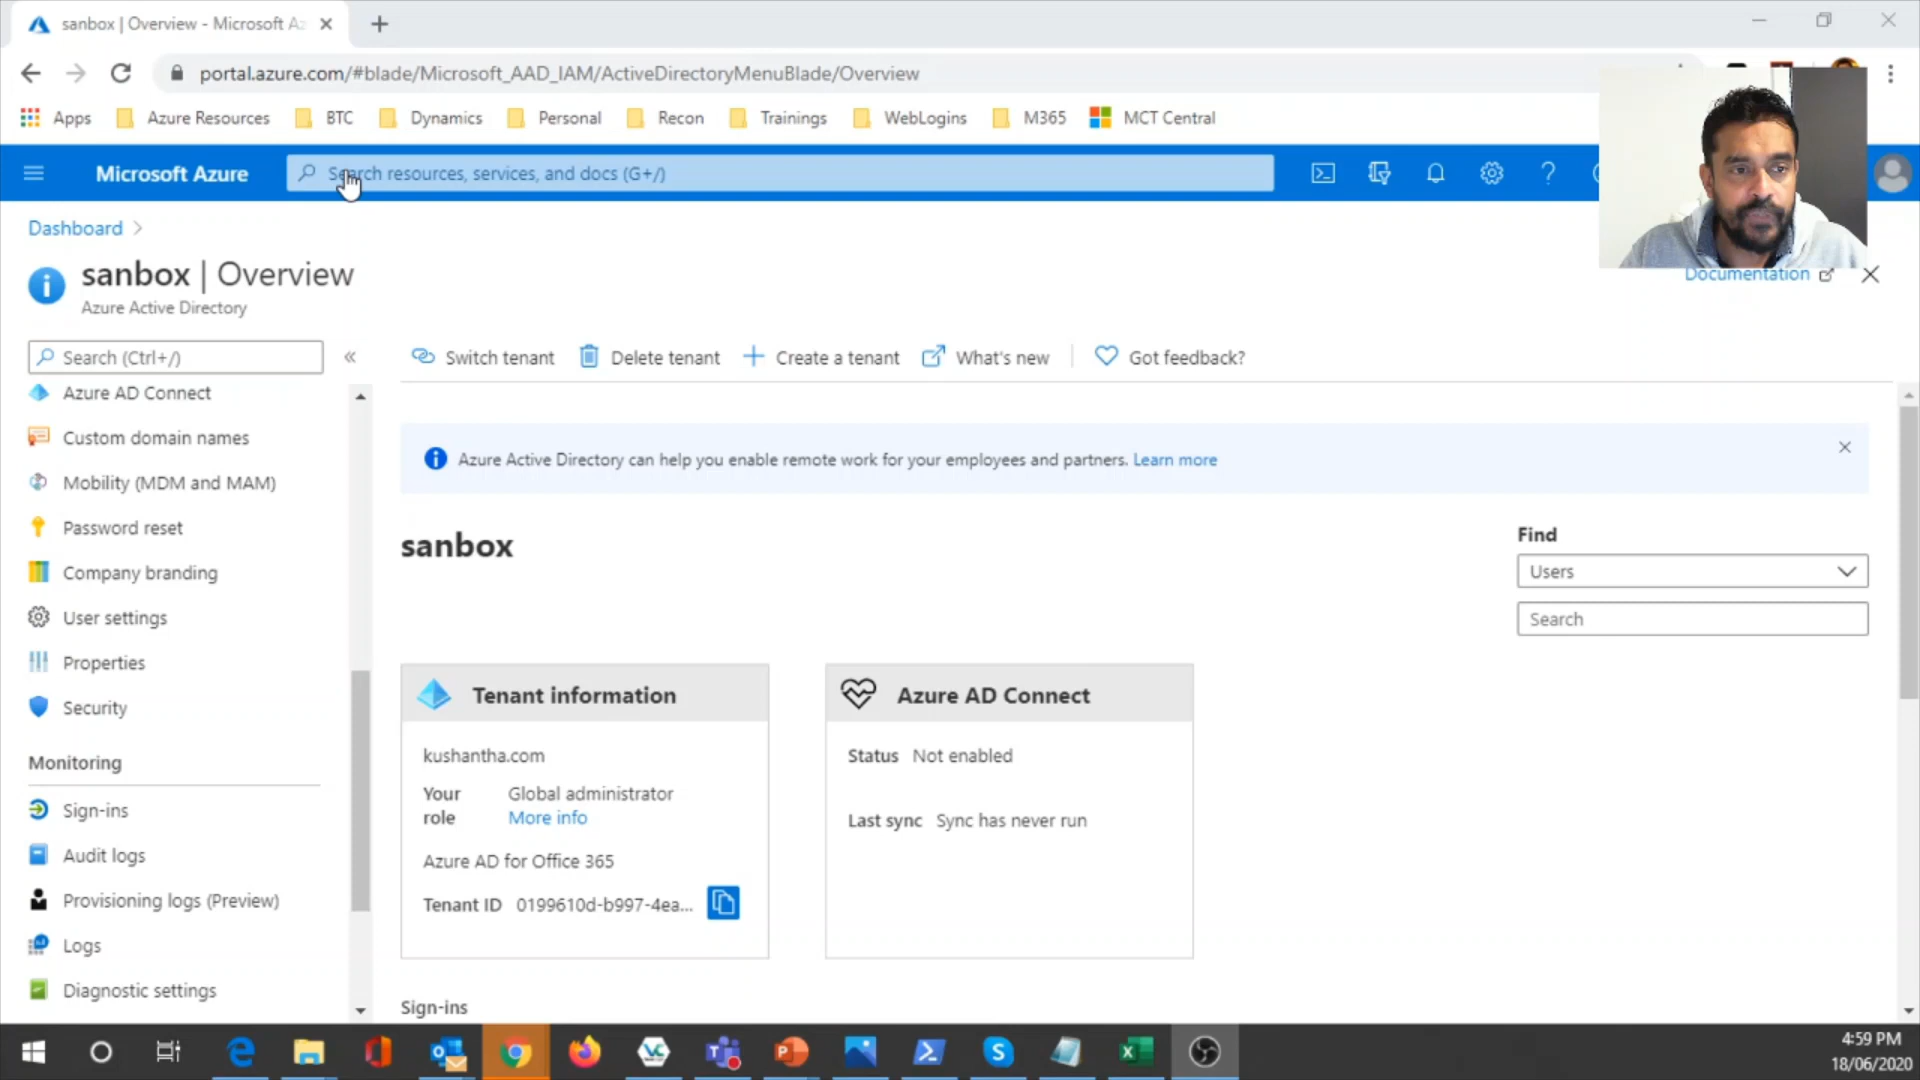 sanbox | Overview - Microsoft Az
portal.azure.com/#blade/Microsoft_AAD_IAM/ActiveDirectoryMenuBlade/Overview
Apps
Azure Resources
BTC
Dynamics
Personal
Recon
Trainings
WebLogins
M365
MCT Central
Microsoft Azure
Search resources, services, and docs (G+/)
Dashboard
sanbox | Overview
Azure Active Directory
Documentation
Search (Ctrl+/)
Switch tenant
Delete tenant
Create a tenant
What's new
Got feedback?
Azure AD Connect
Custom domain names
Mobility (MDM and MAM)
Password reset
Company branding
User settings
Properties
Security
Monitoring
Sign-ins
Audit logs
Provisioning logs (Preview)
Logs
Diagnostic settings
Azure Active Directory can help you enable remote work for your employees and partners. Learn more
sanbox
Find
Users
Search
Tenant information
kushantha.com
Your role
Global administrator
More info
Azure AD for Office 365
Tenant ID 0199610d-b997-4ea...
Azure AD Connect
Status Not enabled
Last sync Sync has never run
Sign-ins
4:59 PM
18/06/2020